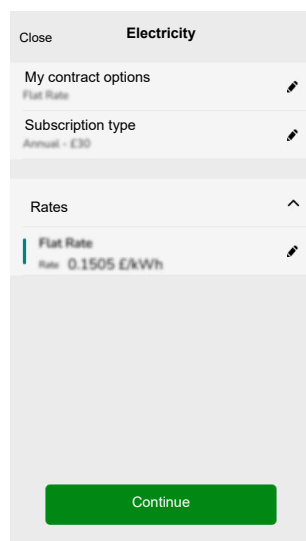 Close
Electricity
My contract options
Flat Rate
Subscription type
Annual - £30
Rates
Flat Rate
Rate 0.1505 £/kWh
Continue